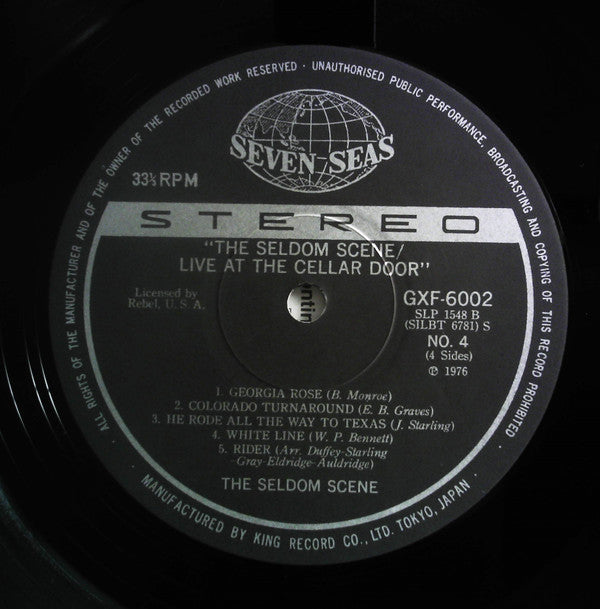 ALL RIGHTS OF THE MANUFACTURER AND OF THE OWNER OF THE RECORDED WORK RESERVED · UNAUTHORISED PUBLIC PERFORMANCE, BROADCASTING AND COPYING OF THIS RECORD PROHIBITED
SEVEN SEAS
33⅓ RPM
STEREO
"THE SELDOM SCENE/
LIVE AT THE CELLAR DOOR"
Licensed by
Rebel, U. S. A.
GXF-6002
SLP 1548 B
(SILBT 6781) S
NO. 4
(4 Sides)
℗ 1976
1. GEORGIA ROSE (B. Monroe)
2. COLORADO TURNAROUND (E. B. Graves)
3. HE RODE ALL THE WAY TO TEXAS (J. Starling)
4. WHITE LINE (W. P. Bennett)
5. RIDER (Arr. Duffey-Starling
-Gray-Eldridge-Auldridge)
THE SELDOM SCENE
· MANUFACTURED BY KING RECORD CO., LTD. TOKYO, JAPAN ·